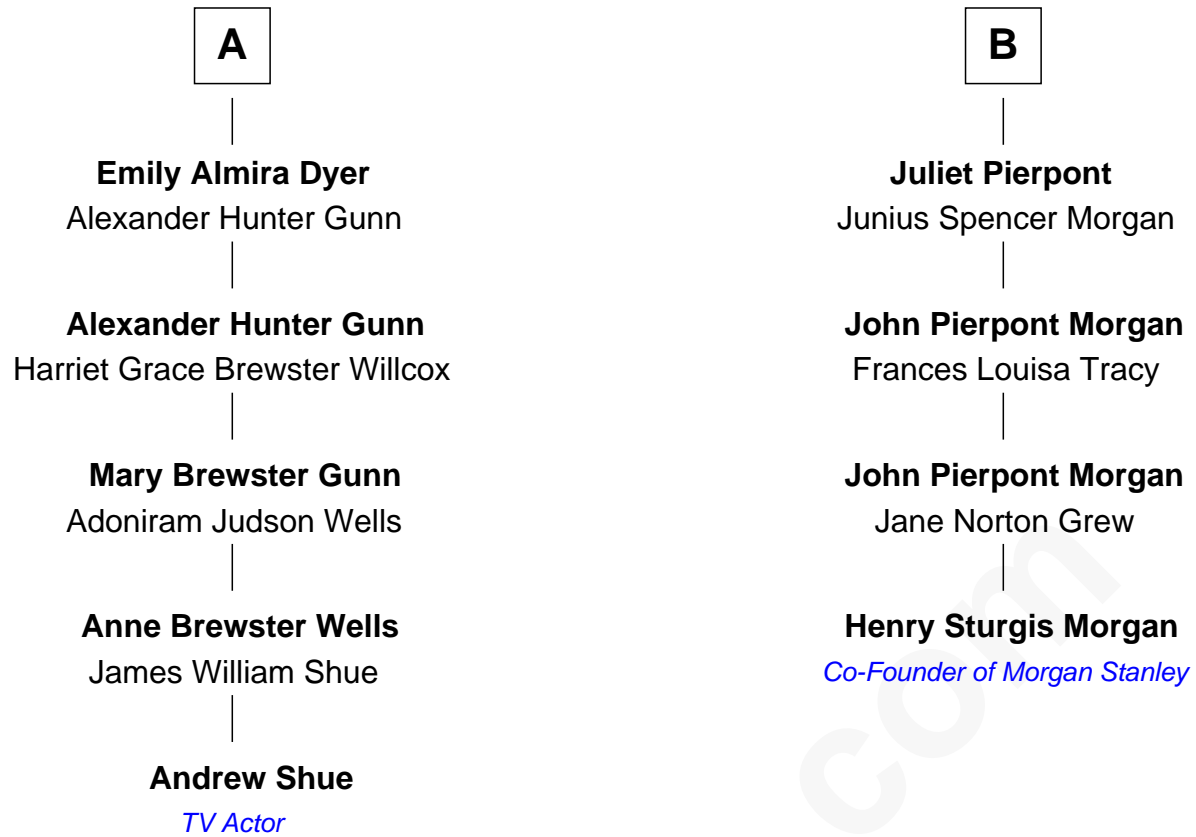 A
Emily Almira Dyer
Alexander Hunter Gunn
Alexander Hunter Gunn
Harriet Grace Brewster Willcox
Mary Brewster Gunn
Adoniram Judson Wells
Anne Brewster Wells
James William Shue
Andrew Shue
TV Actor
B
Juliet Pierpont
Junius Spencer Morgan
John Pierpont Morgan
Frances Louisa Tracy
John Pierpont Morgan
Jane Norton Grew
Henry Sturgis Morgan
Co-Founder of Morgan Stanley
com